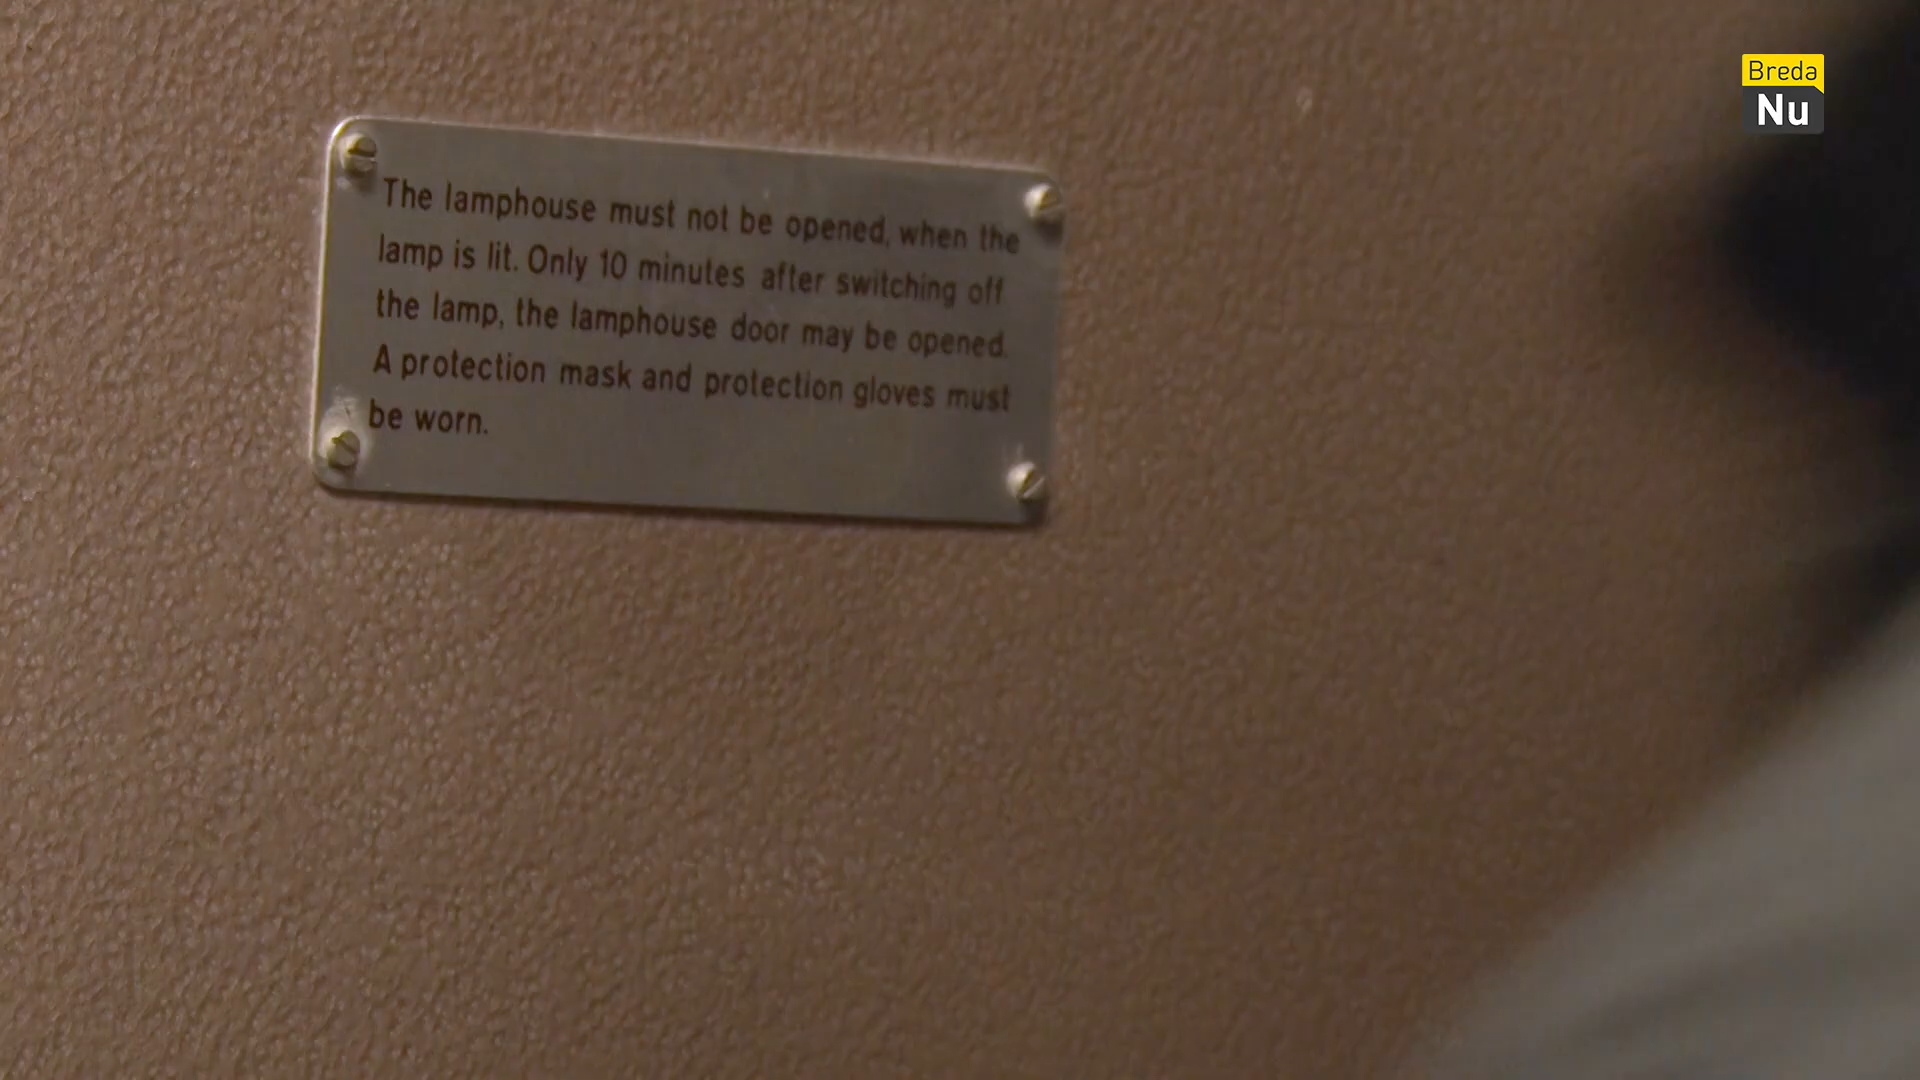 The lamphouse must not be opened, when the
lamp is lit. Only 10 minutes after switching off
the lamp, the lamphouse door may be opened.
A protection mask and protection gloves must
be worn.
Breda
Nu